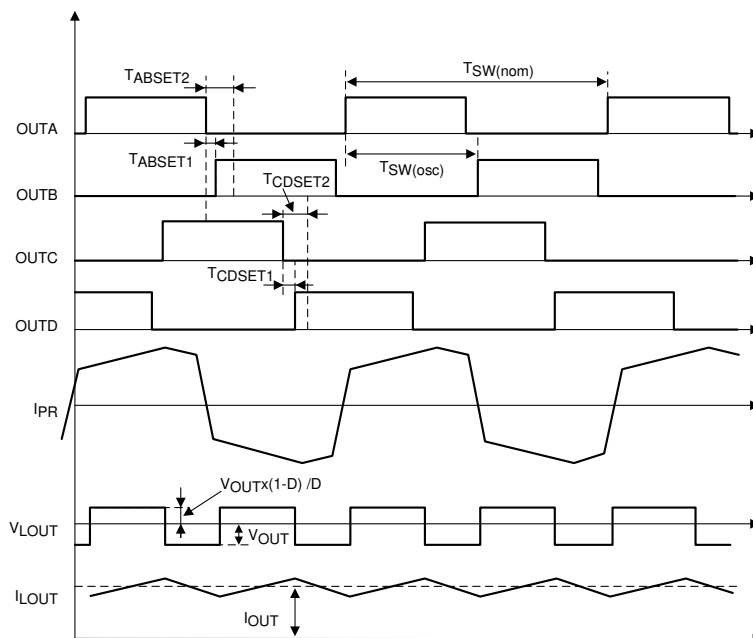 TABSET2
TSW(nom)
OUTA
TABSET1
TSW(osc)
OUTB
TCDSET2
OUTC
TCDSET1
OUTD
IPR
VOUTx(1-D) /D
VLOUT
VOUT
ILOUT
IOUT